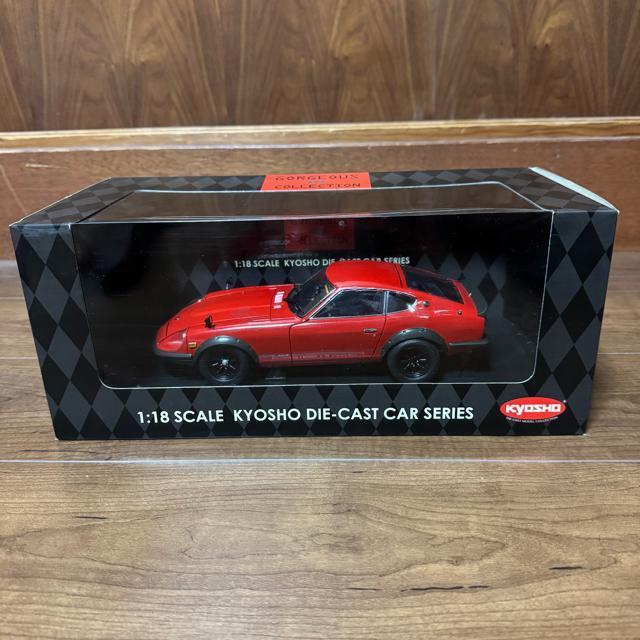 GORGEOUS
COLLECTION
1:18 SCALE KYOSHO DIE-CAST CAR SERIES
1:18 SCALE KYOSHO DIE-CAST CAR SERIES
KYOSHO